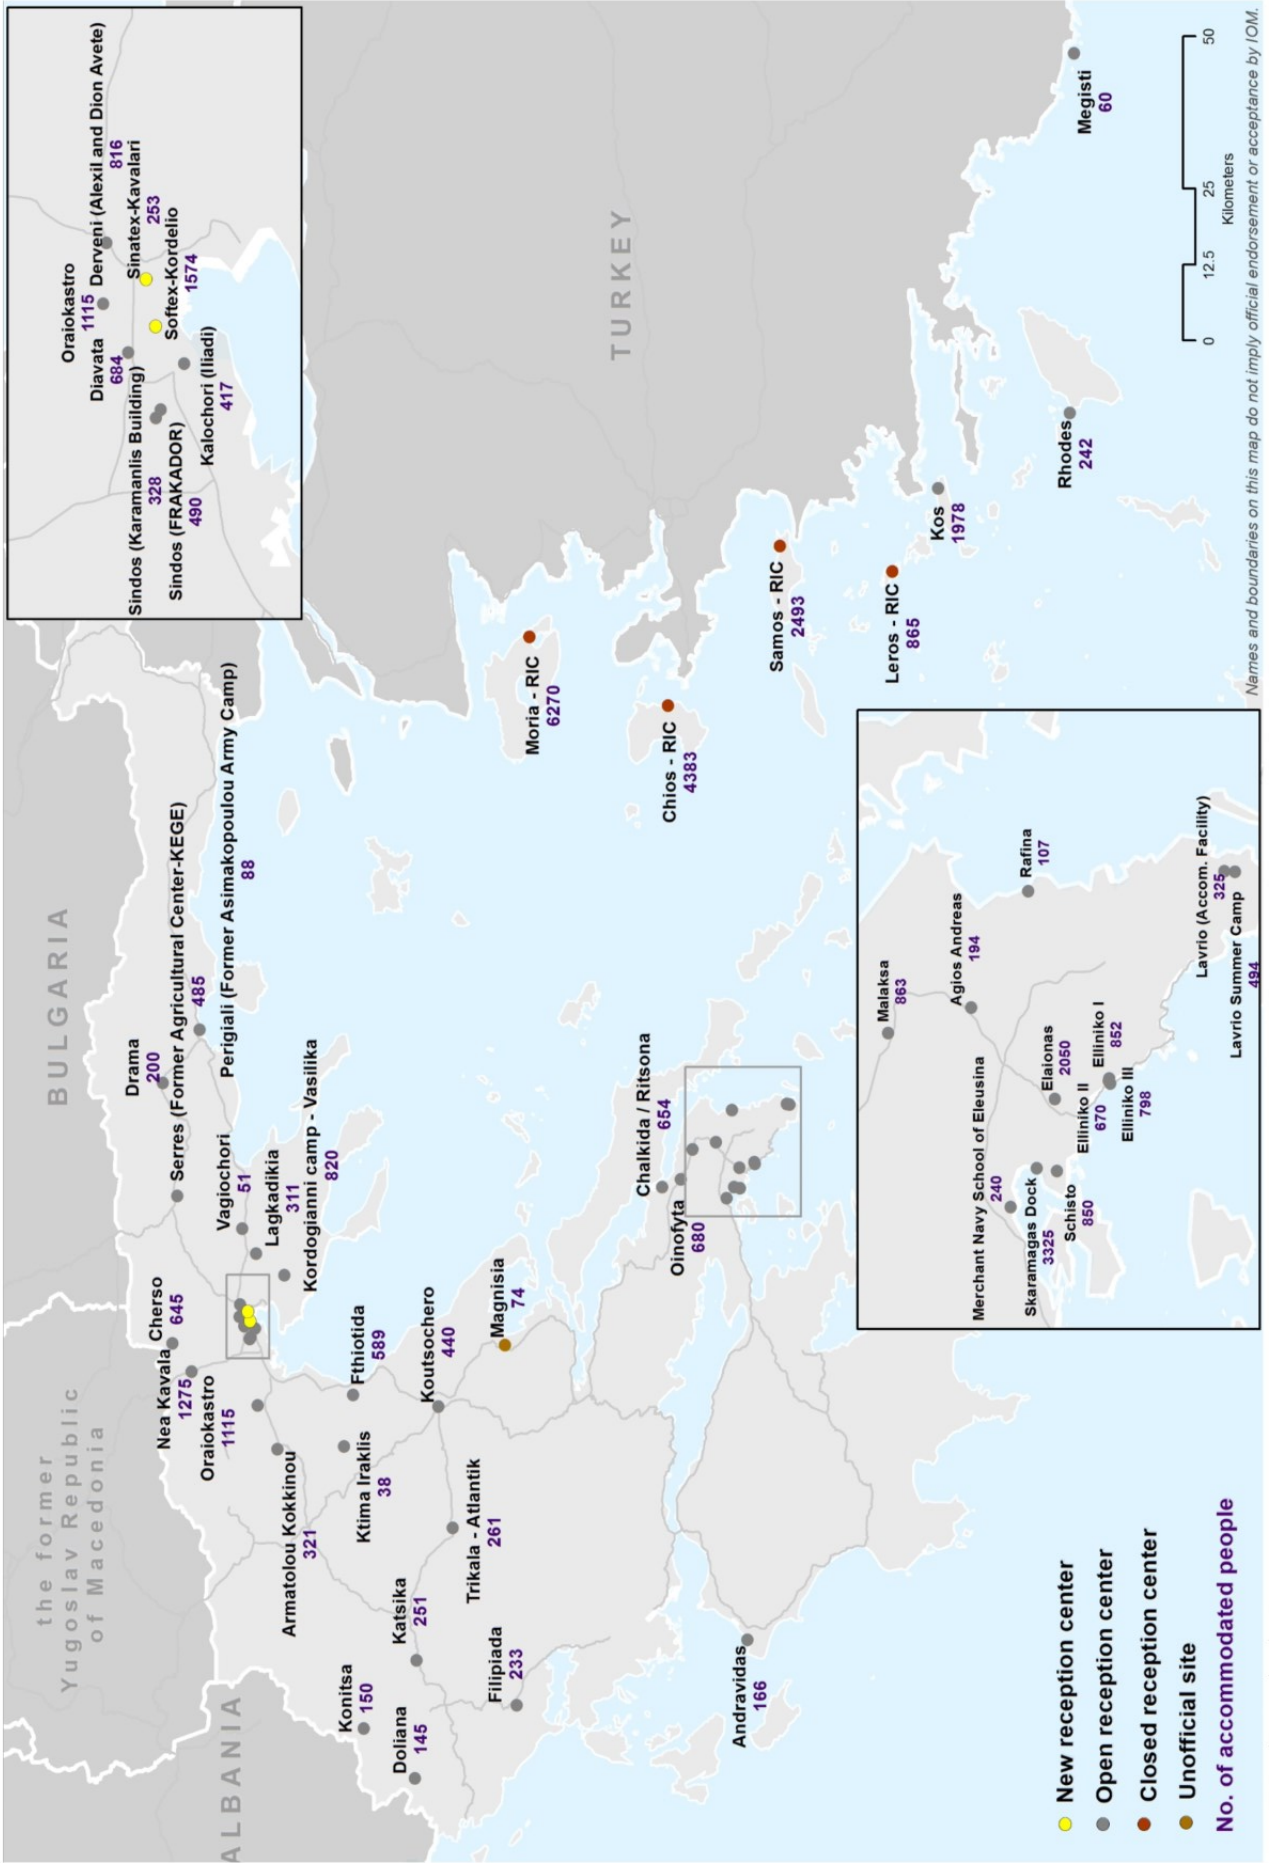 BULGARIA
the former
Yugoslav Republic
of Macedonia
ALBANIA
TURKEY
Oraiokastro
1115
Derveni (Alexil and Dion Avete)
816
Diavata
684
Sinatex-Kavalari
253
Softex-Kordelio
1574
Sindos (Karamanlis Building)
328
Sindos (FRAKADOR)
490
Kalochori (Iliadi)
417
Drama
200
Serres (Former Agricultural Center-KEGE)
485
Perigiali (Former Asimakopoulou Army Camp)
88
Cherso
645
Nea Kavala
1275
Oraiokastro
1115
Vagiochori
51
Lagkadikia
311
Kordogianni camp - Vasilika
820
Armatolou Kokkinou
321
Ktima Iraklis
38
Fthiotida
589
Koutsochero
440
Konitsa
150
Doliana
145
Katsika
251
Trikala - Atlantik
261
Filipiada
233
Magnisia
74
Moria - RIC
6270
Chios - RIC
4383
Samos - RIC
2493
Leros - RIC
865
Kos
1978
Rhodes
242
Megisti
60
Chalkida / Ritsona
654
Oinofyta
680
Andravidas
166
Malaksa
863
Agios Andreas
194
Rafina
107
Merchant Navy School of Eleusina
240
Skaramagas Dock
3325
Schisto
850
Elaionas
2050
Elliniko I
852
Elliniko II
670
Elliniko III
798
Lavrio (Accom. Facility)
325
Lavrio Summer Camp
494
New reception center
Open reception center
Closed reception center
Unofficial site
No. of accommodated people
0 12.5 25 50
Kilometers
Names and boundaries on this map do not imply official endorsement or acceptance by IOM.